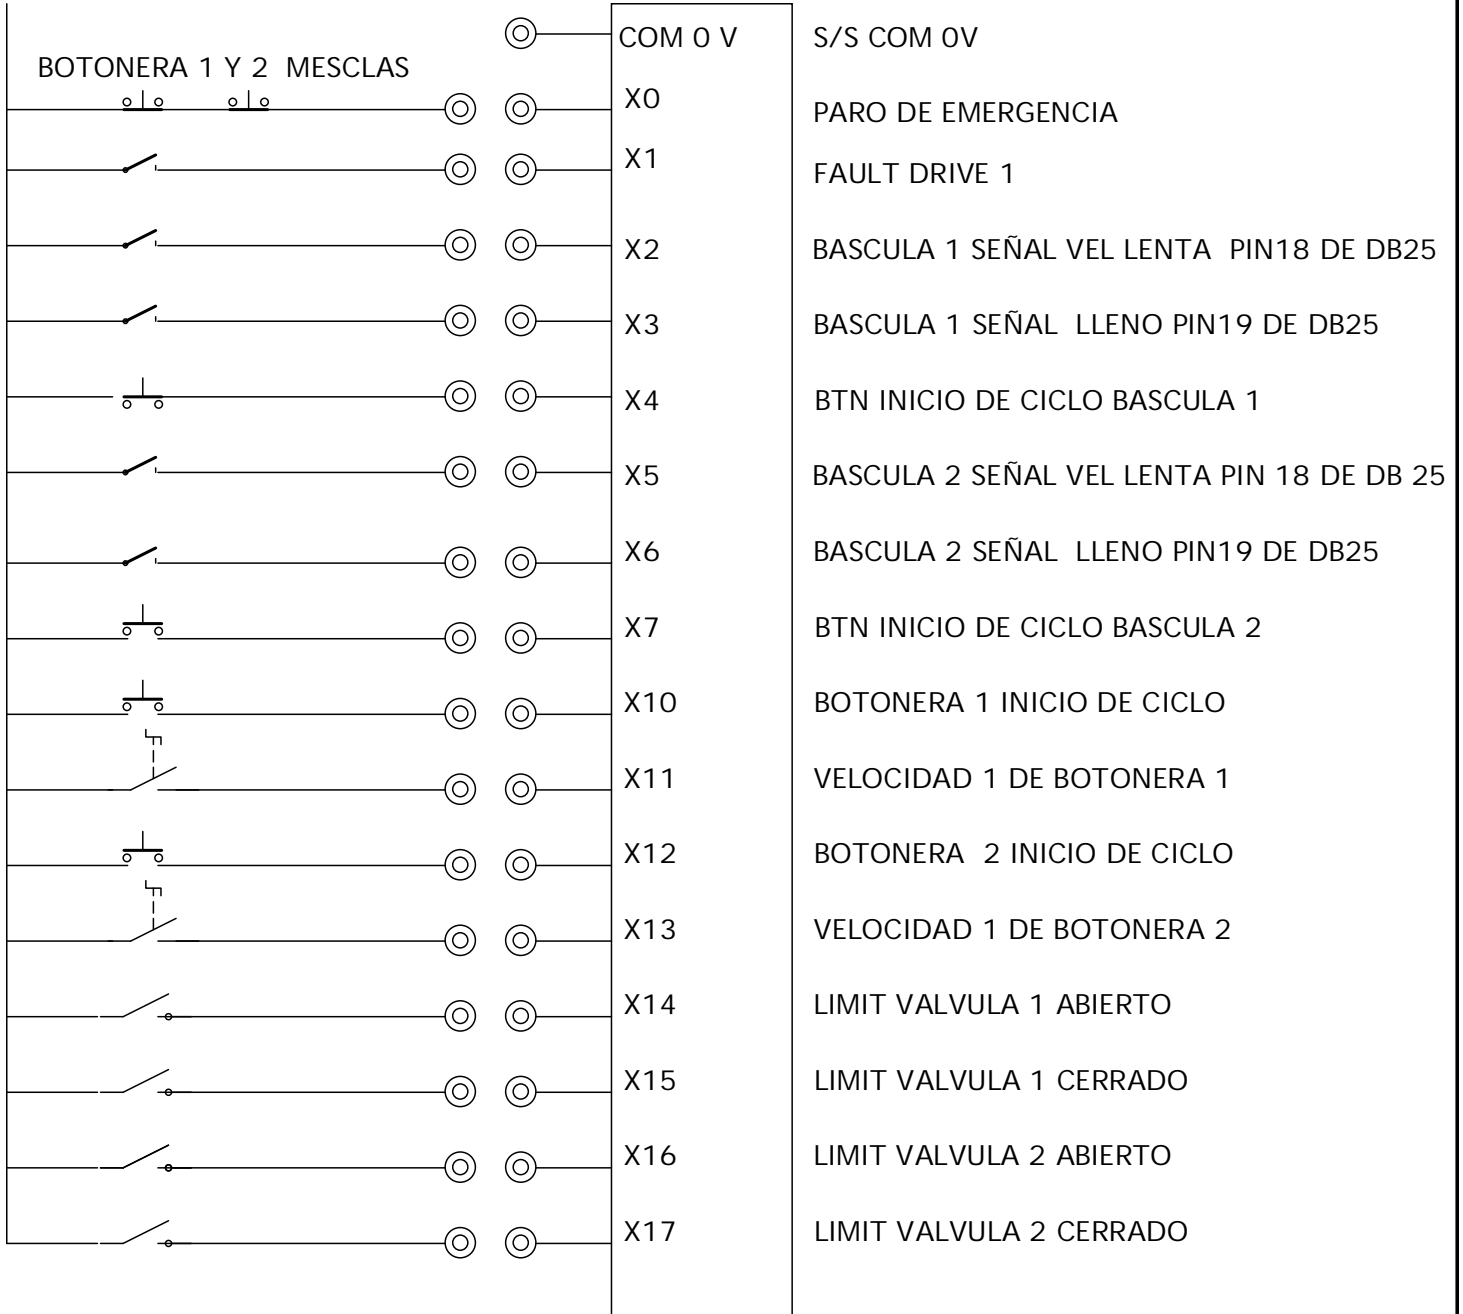 COM 0 V S/S COM 0V
BOTONERA 1 Y 2 MESCLAS
X0 PARO DE EMERGENCIA
X1 FAULT DRIVE 1
X2 BASCULA 1 SEÑAL VEL LENTA PIN18 DE DB25
X3 BASCULA 1 SEÑAL LLENO PIN19 DE DB25
X4 BTN INICIO DE CICLO BASCULA 1
X5 BASCULA 2 SEÑAL VEL LENTA PIN 18 DE DB 25
X6 BASCULA 2 SEÑAL LLENO PIN19 DE DB25
X7 BTN INICIO DE CICLO BASCULA 2
X10 BOTONERA 1 INICIO DE CICLO
X11 VELOCIDAD 1 DE BOTONERA 1
X12 BOTONERA 2 INICIO DE CICLO
X13 VELOCIDAD 1 DE BOTONERA 2
X14 LIMIT VALVULA 1 ABIERTO
X15 LIMIT VALVULA 1 CERRADO
X16 LIMIT VALVULA 2 ABIERTO
X17 LIMIT VALVULA 2 CERRADO